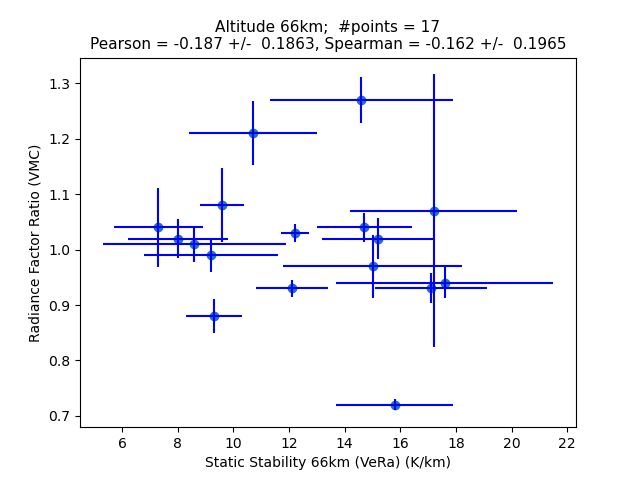 Altitude 66km;  #points = 17
Pearson = -0.187 +/-  0.1863, Spearman = -0.162 +/-  0.1965
1.3
1.2
1.1
1.0
0.9
0.8
0.7
Radiance Factor Ratio (VMC)
6 8 10 12 14 16 18 20 22
Static Stability 66km (VeRa) (K/km)